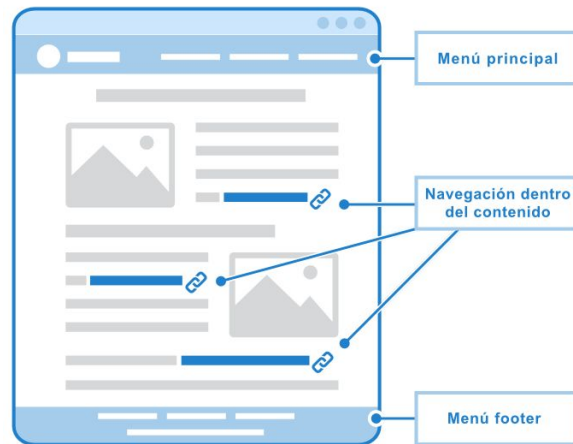 Menú principal
Navegación dentro
del contenido
Menú footer